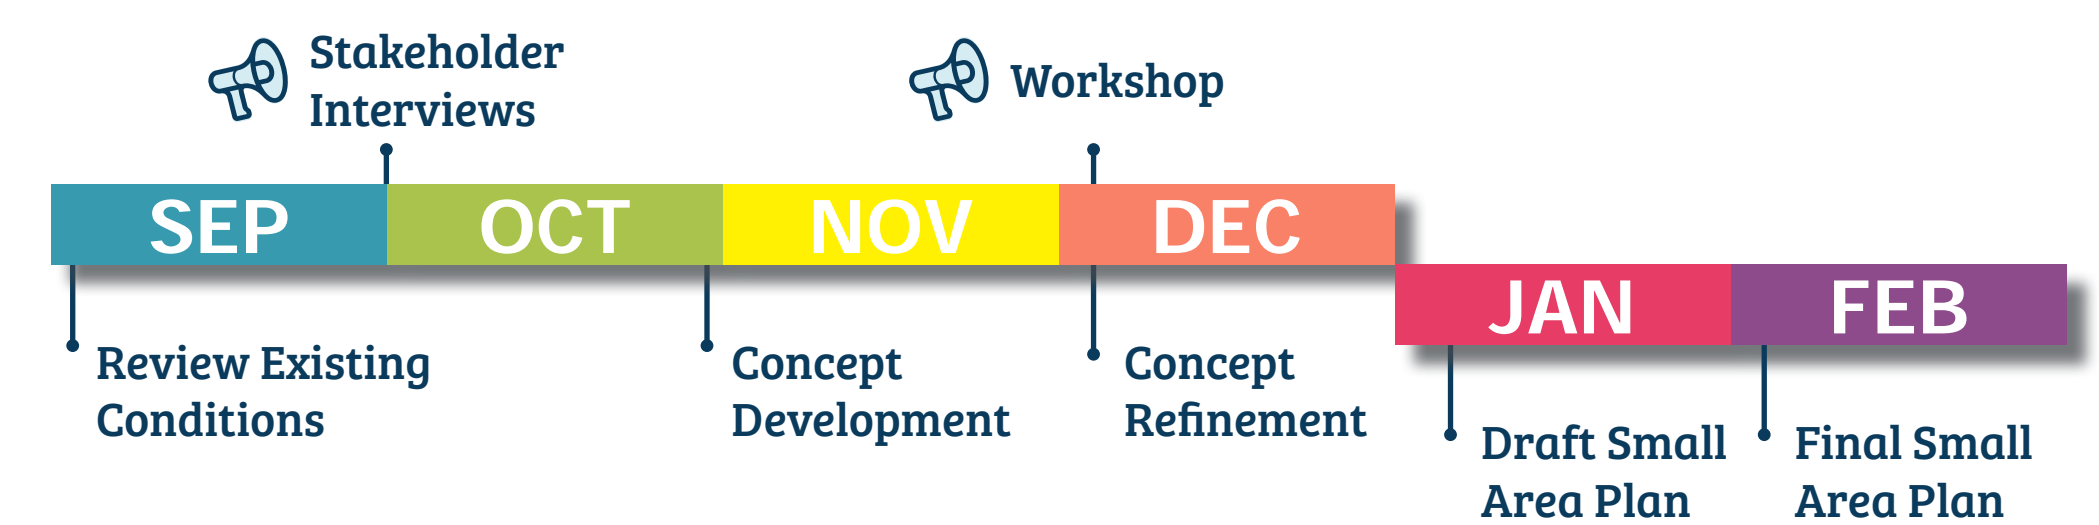 Stakeholder
Interviews
Workshop
SEP
OCT
NOV
DEC
JAN
FEB
Review Existing
Conditions
Concept
Development
Concept
Refinement
Draft Small
Area Plan
Final Small
Area Plan